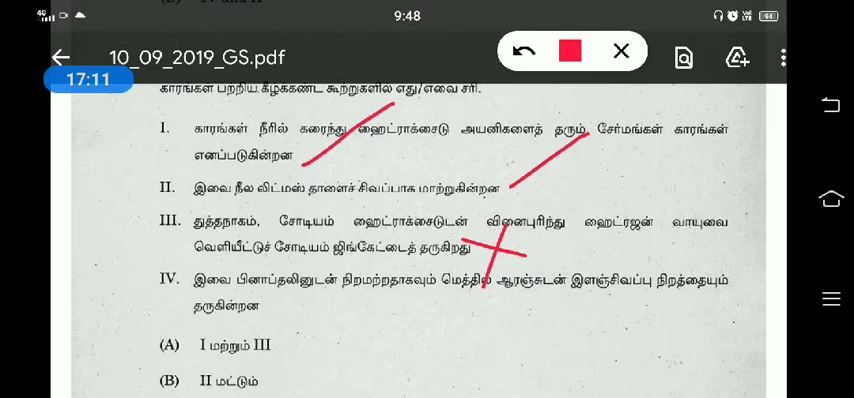 4G
9:48
94
10_09_2019_GS.pdf
17:11
காரங்கள் பற்றிய கீழ்க்கண்ட கூற்றுகளில் எது/எவை சரி.
I. காரங்கள் நீரில் கரைந்து ஹைட்ராக்சைடு அயனிகளைத் தரும் சேர்மங்கள் காரங்கள்
எனப்படுகின்றன
II. இவை நீல லிட்மஸ் தாளைச் சிவப்பாக மாற்றுகின்றன
III. துத்தநாகம், சோடியம் ஹைட்ராக்சைடுடன் வினைபுரிந்து ஹைட்ரஜன் வாயுவை
வெளியீட்டுச் சோடியம் ஜிங்கேட்டைத் தருகிறது
IV. இவை பினாப்தலினுடன் நிறமற்றதாகவும் மெத்தில் ஆரஞ்சுடன் இளஞ்சிவப்பு நிறத்தையும்
தருகின்றன
(A) I மற்றும் III
(B) II மட்டும்